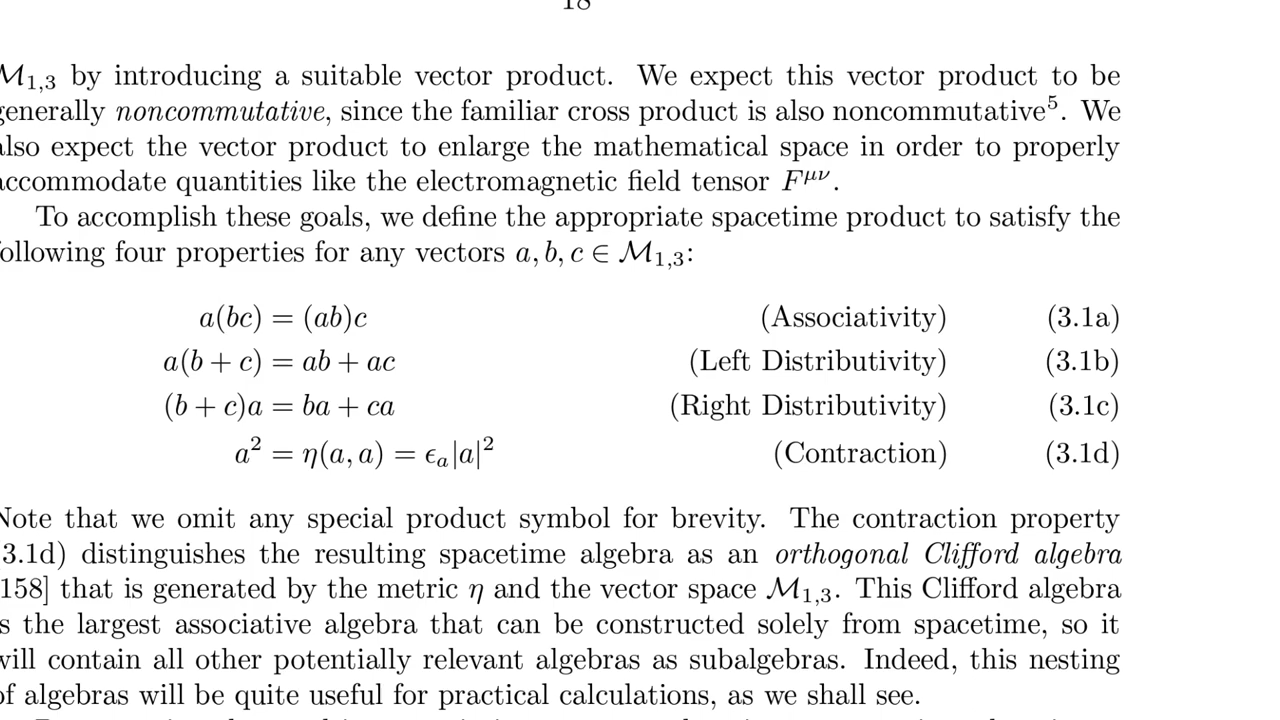 18
M1,3 by introducing a suitable vector product. We expect this vector product to be
generally noncommutative, since the familiar cross product is also noncommutative⁵. We
also expect the vector product to enlarge the mathematical space in order to properly
accommodate quantities like the electromagnetic field tensor F^μν.
To accomplish these goals, we define the appropriate spacetime product to satisfy the
following four properties for any vectors a, b, c ∈ M1,3:
a(bc) = (ab)c (Associativity) (3.1a)
a(b + c) = ab + ac (Left Distributivity) (3.1b)
(b + c)a = ba + ca (Right Distributivity) (3.1c)
a² = η(a, a) = ϵₐ|a|² (Contraction) (3.1d)
Note that we omit any special product symbol for brevity. The contraction property
3.1d) distinguishes the resulting spacetime algebra as an orthogonal Clifford algebra
158] that is generated by the metric η and the vector space M1,3. This Clifford algebra
is the largest associative algebra that can be constructed solely from spacetime, so it
will contain all other potentially relevant algebras as subalgebras. Indeed, this nesting
of algebras will be quite useful for practical calculations, as we shall see.